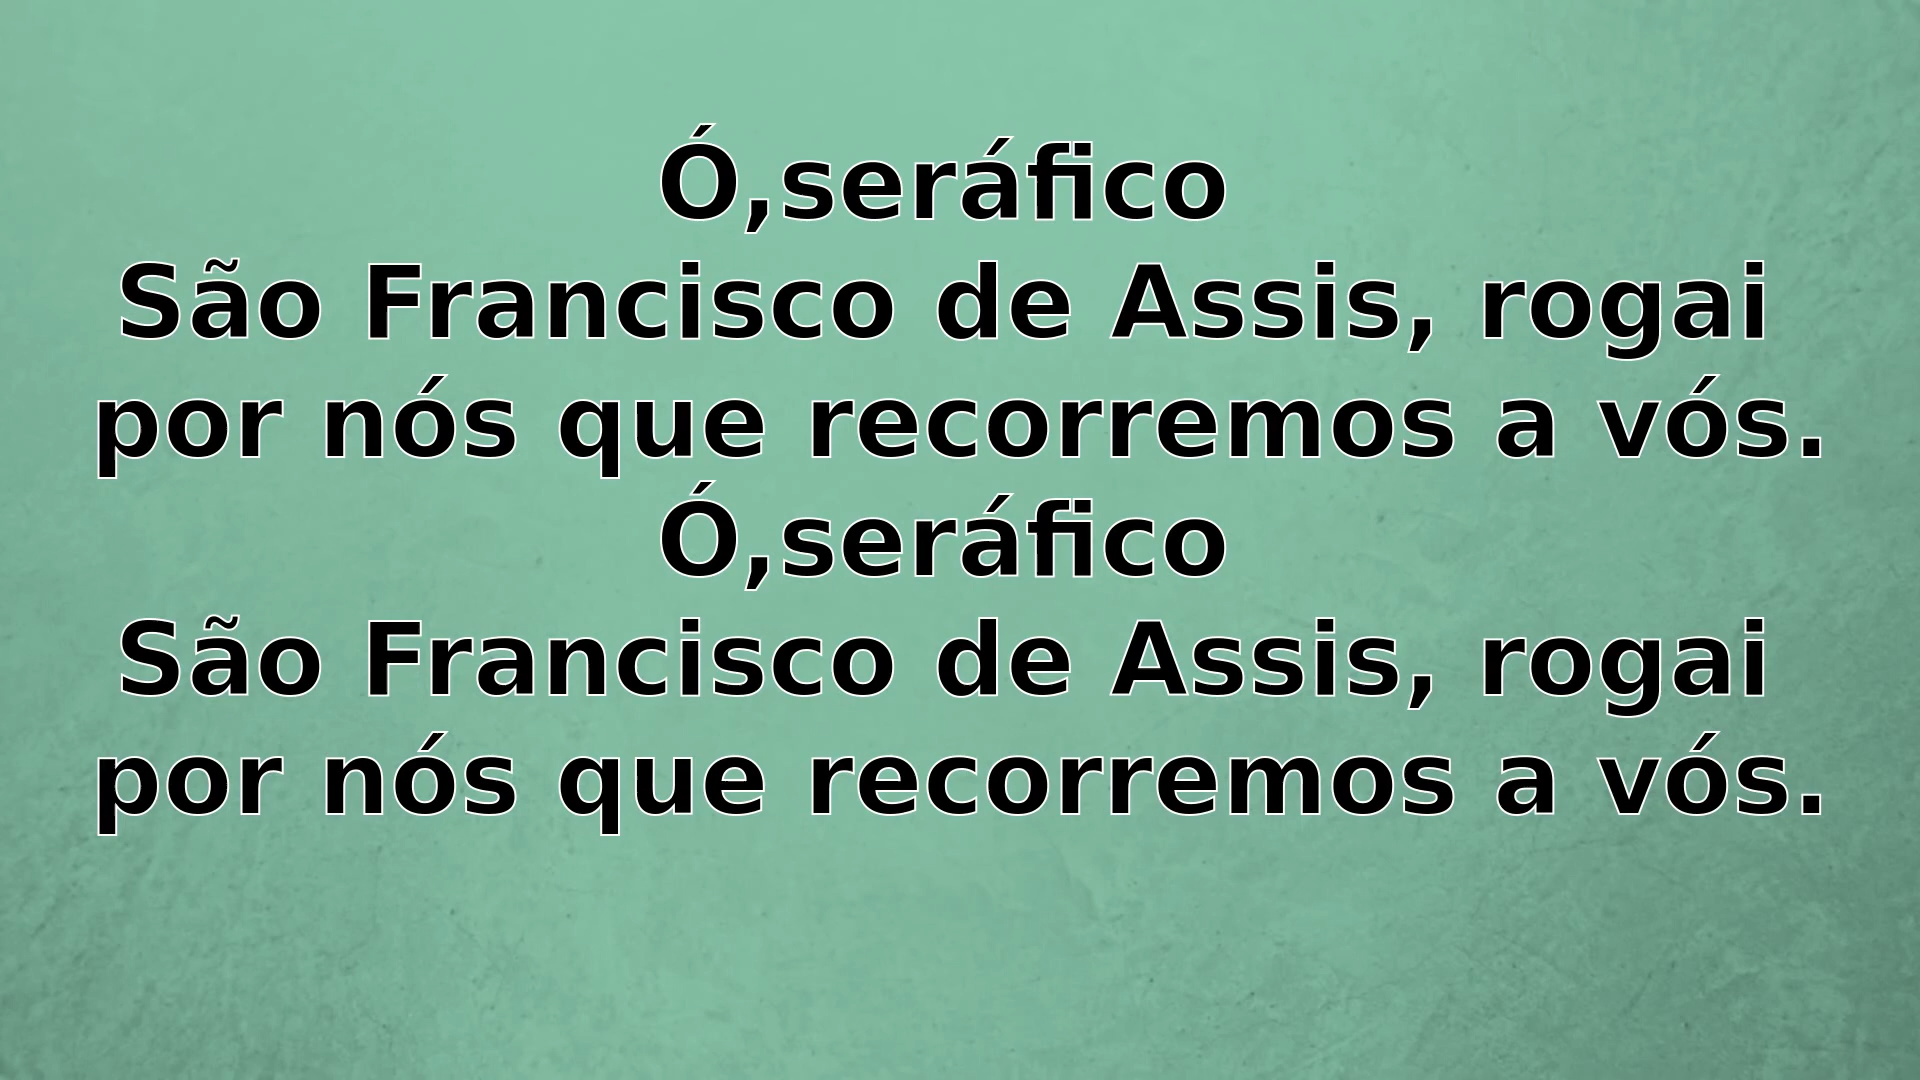 Ó,seráfico
São Francisco de Assis, rogai
por nós que recorremos a vós.
Ó,seráfico
São Francisco de Assis, rogai
por nós que recorremos a vós.